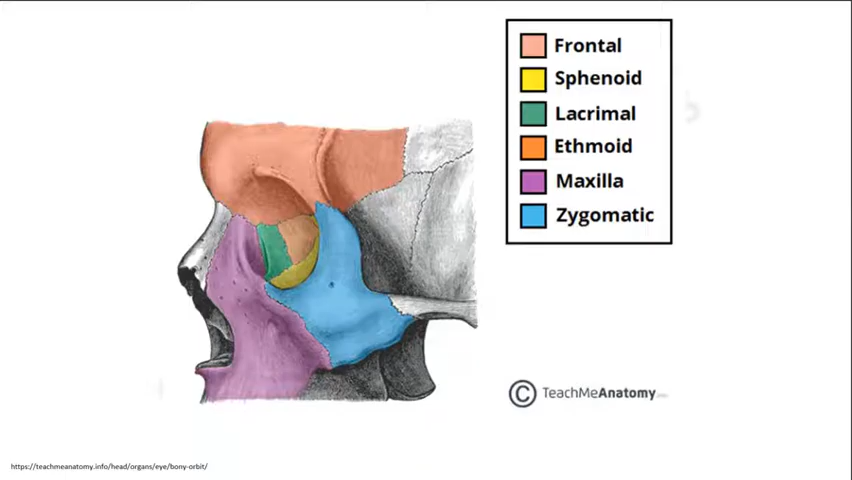 Frontal
Sphenoid
Lacrimal
Ethmoid
Maxilla
Zygomatic
© TeachMeAnatomy
https://teachmeanatomy.info/head/organs/eye/bony-orbit/